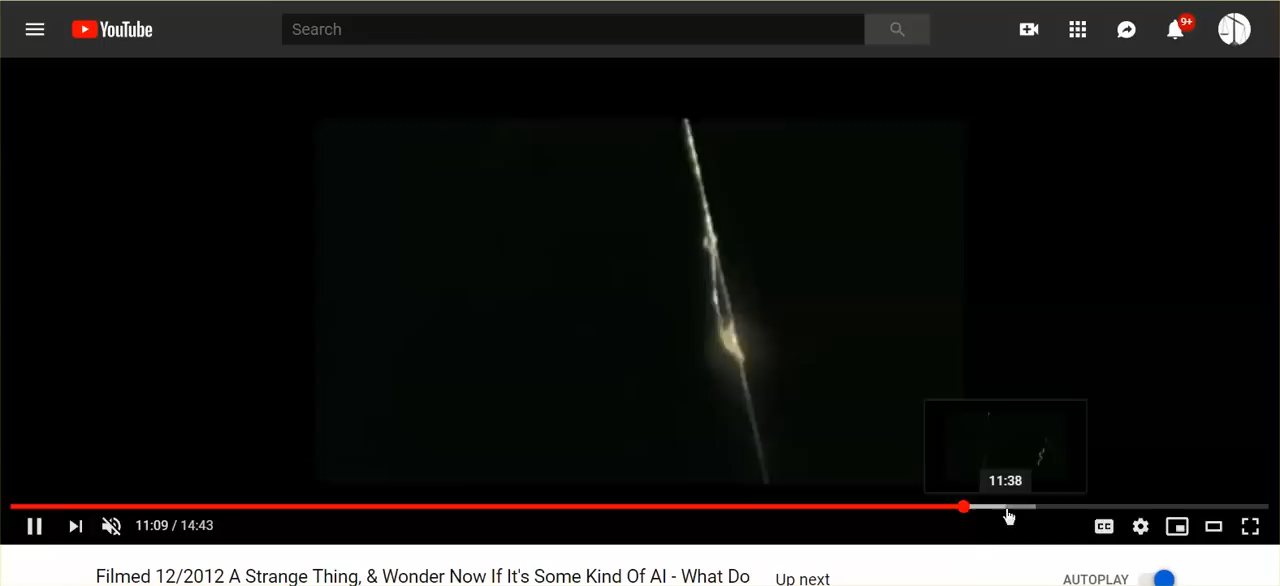 YouTube
Search
9+
11:38
11:09 / 14:43
CC
Filmed 12/2012 A Strange Thing, & Wonder Now If It's Some Kind Of AI - What Do
Up next
AUTOPLAY